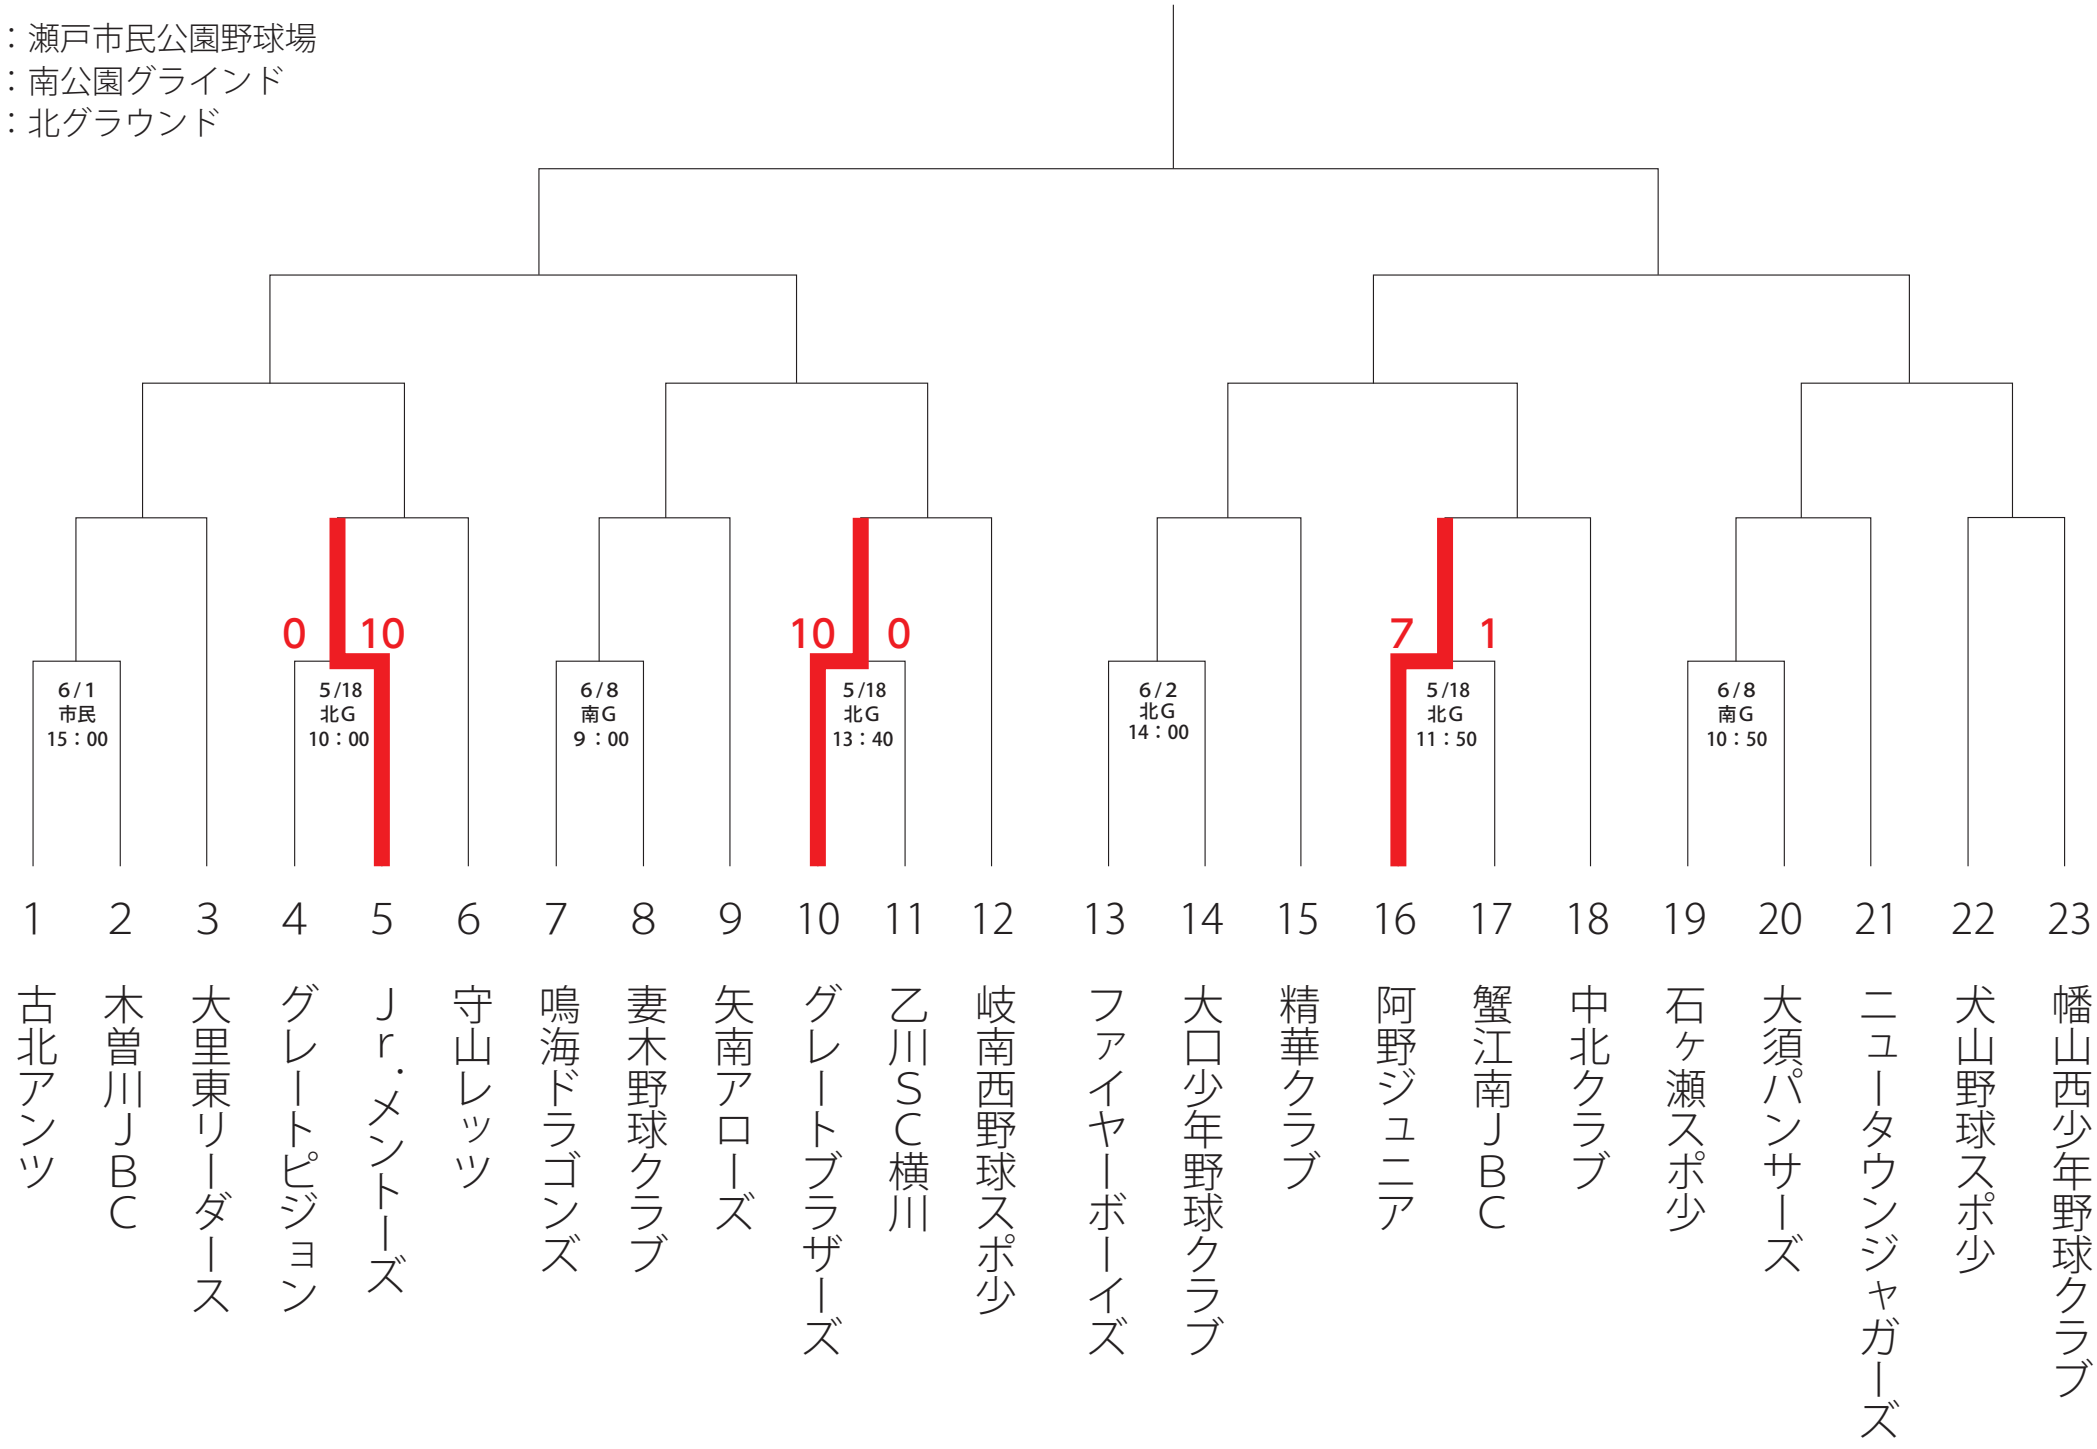 ：瀬戸市民公園野球場
：南公園グラインド
：北グラウンド
0 10
10 0
7 1
6/1
市民
15：00
5/18
北G
10：00
6/8
南G
9：00
5/18
北G
13：40
6/2
北G
14：00
5/18
北G
11：50
6/8
南G
10：50
1
2
3
4
5
6
7
8
9
10
11
12
13
14
15
16
17
18
19
20
21
22
23
古北アンツ
木曽川ＪＢＣ
大里東リーダース
グレートピジョン
Ｊｒ．メントーズ
守山レッツ
鳴海ドラゴンズ
妻木野球クラブ
矢南アローズ
グレートブラザーズ
乙川ＳＣ横川
岐南西野球スポ少
ファイヤーボーイズ
大口少年野球クラブ
精華クラブ
阿野ジュニア
蟹江南ＪＢＣ
中北クラブ
石ヶ瀬スポ少
大須パンサーズ
ニュータウンジャガーズ
犬山野球スポ少
幡山西少年野球クラブ